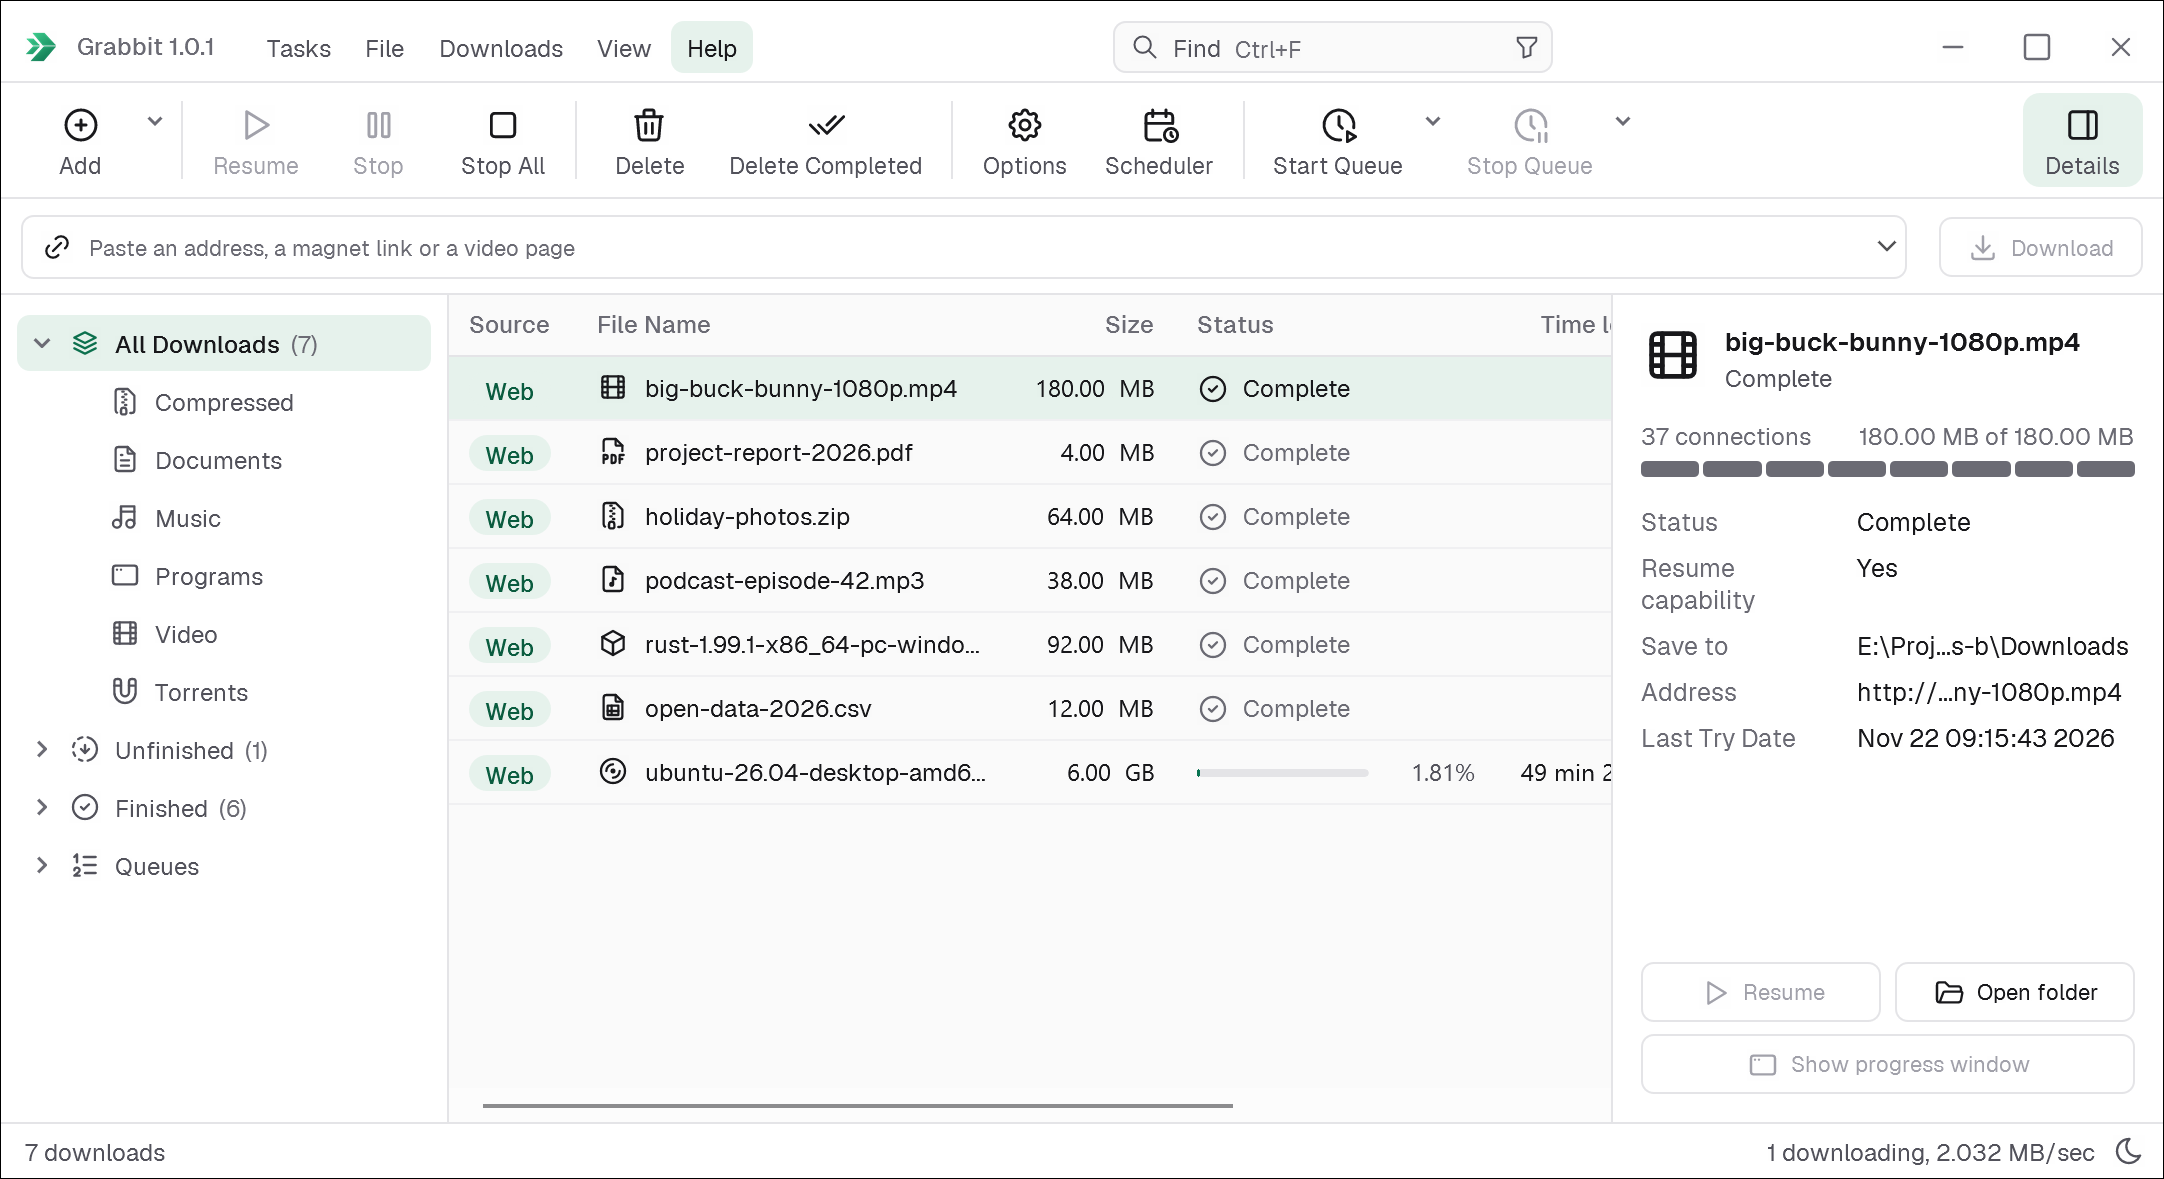 Grabbit 1.0.1 Tasks File Downloads View Help Find Ctrl+F
Add Resume Stop Stop All Delete Delete Completed Options Scheduler Start Queue Stop Queue Details
Paste an address, a magnet link or a video page Download
All Downloads (7)
Compressed
Documents
Music
Programs
Video
Torrents
Unfinished (1)
Finished (6)
Queues
Source File Name Size Status Time l
Web big-buck-bunny-1080p.mp4 180.00 MB Complete
Web project-report-2026.pdf 4.00 MB Complete
Web holiday-photos.zip 64.00 MB Complete
Web podcast-episode-42.mp3 38.00 MB Complete
Web rust-1.99.1-x86_64-pc-windo... 92.00 MB Complete
Web open-data-2026.csv 12.00 MB Complete
Web ubuntu-26.04-desktop-amd6... 6.00 GB 1.81% 49 min 2
big-buck-bunny-1080p.mp4
Complete
37 connections 180.00 MB of 180.00 MB
Status Complete
Resume capability Yes
Save to E:\Proj...s-b\Downloads
Address http://...ny-1080p.mp4
Last Try Date Nov 22 09:15:43 2026
Resume Open folder
Show progress window
7 downloads 1 downloading, 2.032 MB/sec